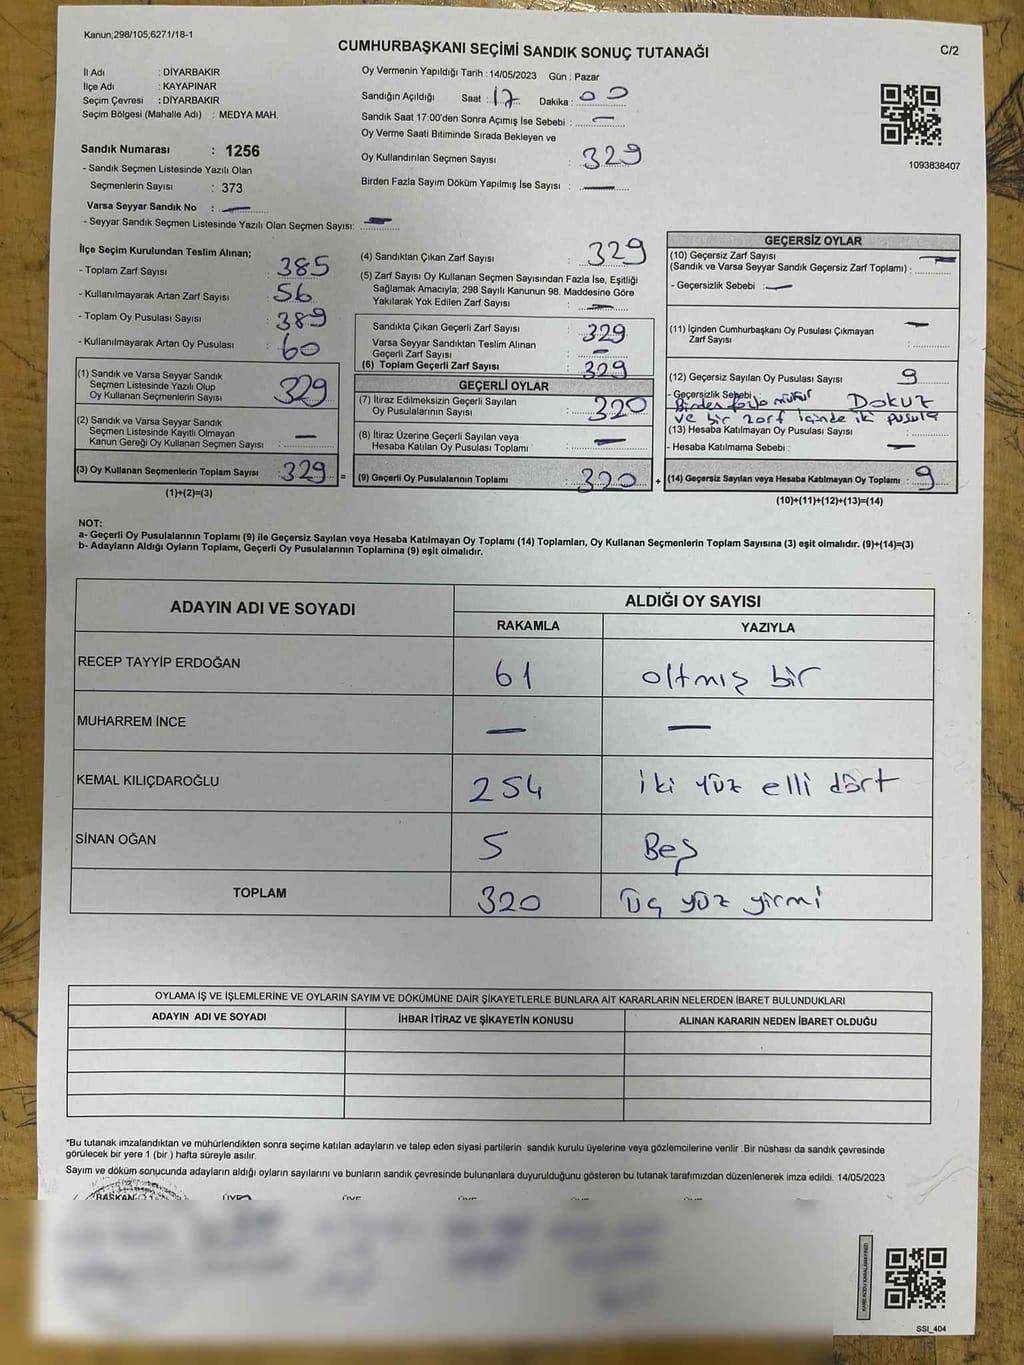 Kanun;298/105,6271/18-1
CUMHURBAŞKANI SEÇİMİ SANDIK SONUÇ TUTANAĞI
C/2
İl Adı : DİYARBAKIR
İlçe Adı : KAYAPINAR
Seçim Çevresi : DİYARBAKIR
Seçim Bölgesi (Mahalle Adı) : MEDYA MAH.
Sandık Numarası : 1256
- Sandık Seçmen Listesinde Yazılı Olan
Seçmenlerin Sayısı : 373
Varsa Seyyar Sandık No : —
- Seyyar Sandık Seçmen Listesinde Yazılı Olan Seçmen Sayısı: —
Oy Vermenin Yapıldığı Tarih : 14/05/2023 Gün : Pazar
Sandığın Açıldığı Saat : 17 Dakika : 00
Sandık Saat 17:00'den Sonra Açımış İse Sebebi : —
Oy Verme Saati Bitiminde Sırada Bekleyen ve
Oy Kullandırılan Seçmen Sayısı : 329
Birden Fazla Sayım Döküm Yapılmış İse Sayısı : —
1093838407
İlçe Seçim Kurulundan Teslim Alınan;
- Toplam Zarf Sayısı : 385
- Kullanılmayarak Artan Zarf Sayısı : 56
- Toplam Oy Pusulası Sayısı : 389
- Kullanılmayarak Artan Oy Pusulası : 60
(1) Sandık ve Varsa Seyyar Sandık
Seçmen Listesinde Yazılı Olup
Oy Kullanan Seçmenlerin Sayısı : 329
(2) Sandık ve Varsa Seyyar Sandık
Seçmen Listesinde Kayıtlı Olmayan
Kanun Gereği Oy Kullanan Seçmen Sayısı : —
(3) Oy Kullanan Seçmenlerin Toplam Sayısı : 329 =
(1)+(2)=(3)
(4) Sandıktan Çıkan Zarf Sayısı : 329
(5) Zarf Sayısı Oy Kullanan Seçmen Sayısından Fazla İse, Eşitliği
Sağlamak Amacıyla; 298 Sayılı Kanunun 98. Maddesine Göre
Yakılarak Yok Edilen Zarf Sayısı : —
Sandıkta Çıkan Geçerli Zarf Sayısı : 329
Varsa Seyyar Sandıktan Teslim Alınan
Geçerli Zarf Sayısı : —
(6) Toplam Geçerli Zarf Sayısı : 329
GEÇERLİ OYLAR
(7) İtiraz Edilmeksizin Geçerli Sayılan
Oy Pusulalarının Sayısı : 320
(8) İtiraz Üzerine Geçerli Sayılan veya
Hesaba Katılan Oy Pusulası Toplamı : —
(9) Geçerli Oy Pusulalarının Toplamı : 320 +
GEÇERSİZ OYLAR
(10) Geçersiz Zarf Sayısı
(Sandık ve Varsa Seyyar Sandık Geçersiz Zarf Toplamı) : —
- Geçersizlik Sebebi : —
(11) İçinden Cumhurbaşkanı Oy Pusulası Çıkmayan
Zarf Sayısı : —
(12) Geçersiz Sayılan Oy Pusulası Sayısı : 9
- Geçersizlik Sebebi Birden fazla mühür Dokuz
ve bir zarf içinde iki pusula
(13) Hesaba Katılmayan Oy Pusulası Sayısı :
- Hesaba Katılmama Sebebi : —
(14) Geçersiz Sayılan veya Hesaba Katılmayan Oy Toplamı : 9
(10)+(11)+(12)+(13)=(14)
NOT:
a- Geçerli Oy Pusulalarının Toplamı (9) ile Geçersiz Sayılan veya Hesaba Katılmayan Oy Toplamı (14) Toplamları, Oy Kullanan Seçmenlerin Toplam Sayısına (3) eşit olmalıdır. (9)+(14)=(3)
b- Adayların Aldığı Oyların Toplamı, Geçerli Oy Pusulalarının Toplamına (9) eşit olmalıdır.
ADAYIN ADI VE SOYADI ALDIĞI OY SAYISI
RAKAMLA YAZIYLA
RECEP TAYYİP ERDOĞAN 61 altmış bir
MUHARREM İNCE — —
KEMAL KILIÇDAROĞLU 254 iki yüz elli dört
SİNAN OĞAN 5 Beş
TOPLAM 320 üç yüz yirmi
OYLAMA İŞ VE İŞLEMLERİNE VE OYLARIN SAYIM VE DÖKÜMÜNE DAİR ŞİKAYETLERLE BUNLARA AİT KARARLARIN NELERDEN İBARET BULUNDUKLARI
ADAYIN ADI VE SOYADI İHBAR İTİRAZ VE ŞİKAYETİN KONUSU ALINAN KARARIN NEDEN İBARET OLDUĞU
*Bu tutanak imzalandıktan ve mühürlendikten sonra seçime katılan adayların ve talep eden siyasi partilerin sandık kurulu üyelerine veya gözlemcilerine verilir. Bir nüshası da sandık çevresinde
görülecek bir yere 1 (bir ) hafta süreyle asılır.
Sayım ve döküm sonucunda adayların aldığı oyların sayılarını ve bunların sandık çevresinde bulunanlara duyurulduğunu gösteren bu tutanak tarafımızdan düzenlenerek imza edildi. 14/05/2023
BAŞKAN ÜYE ÜYE ÜYE ÜYE ÜYE
SSI_404